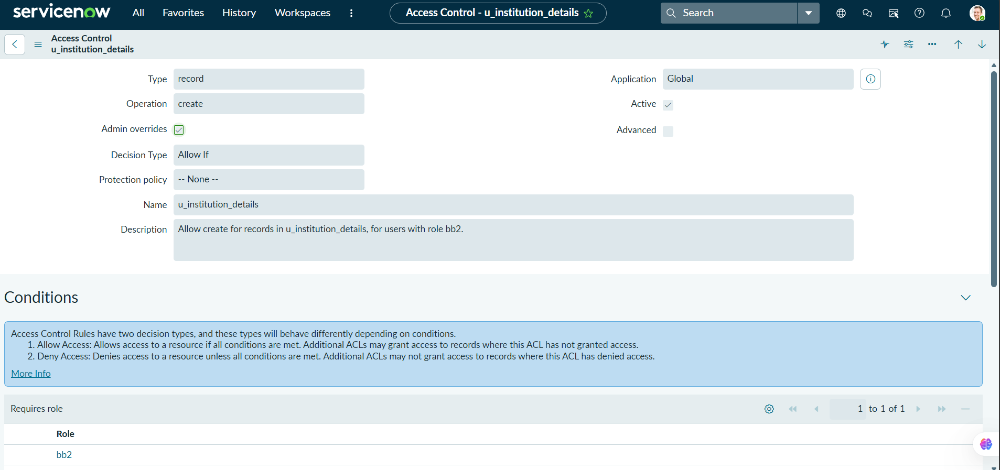 servicenow All Favorites History Workspaces Access Control - u_institution_details Search
Access Control
u_institution_details
Type record Application Global
Operation create Active
Admin overrides Advanced
Decision Type Allow If
Protection policy -- None --
Name u_institution_details
Description Allow create for records in u_institution_details, for users with role bb2.
Conditions
Access Control Rules have two decision types, and these types will behave differently depending on conditions.
1. Allow Access: Allows access to a resource if all conditions are met. Additional ACLs may grant access to records where this ACL has not granted access.
2. Deny Access: Denies access to a resource unless all conditions are met. Additional ACLs may not grant access to records where this ACL has denied access.
More Info
Requires role 1 to 1 of 1
Role
bb2